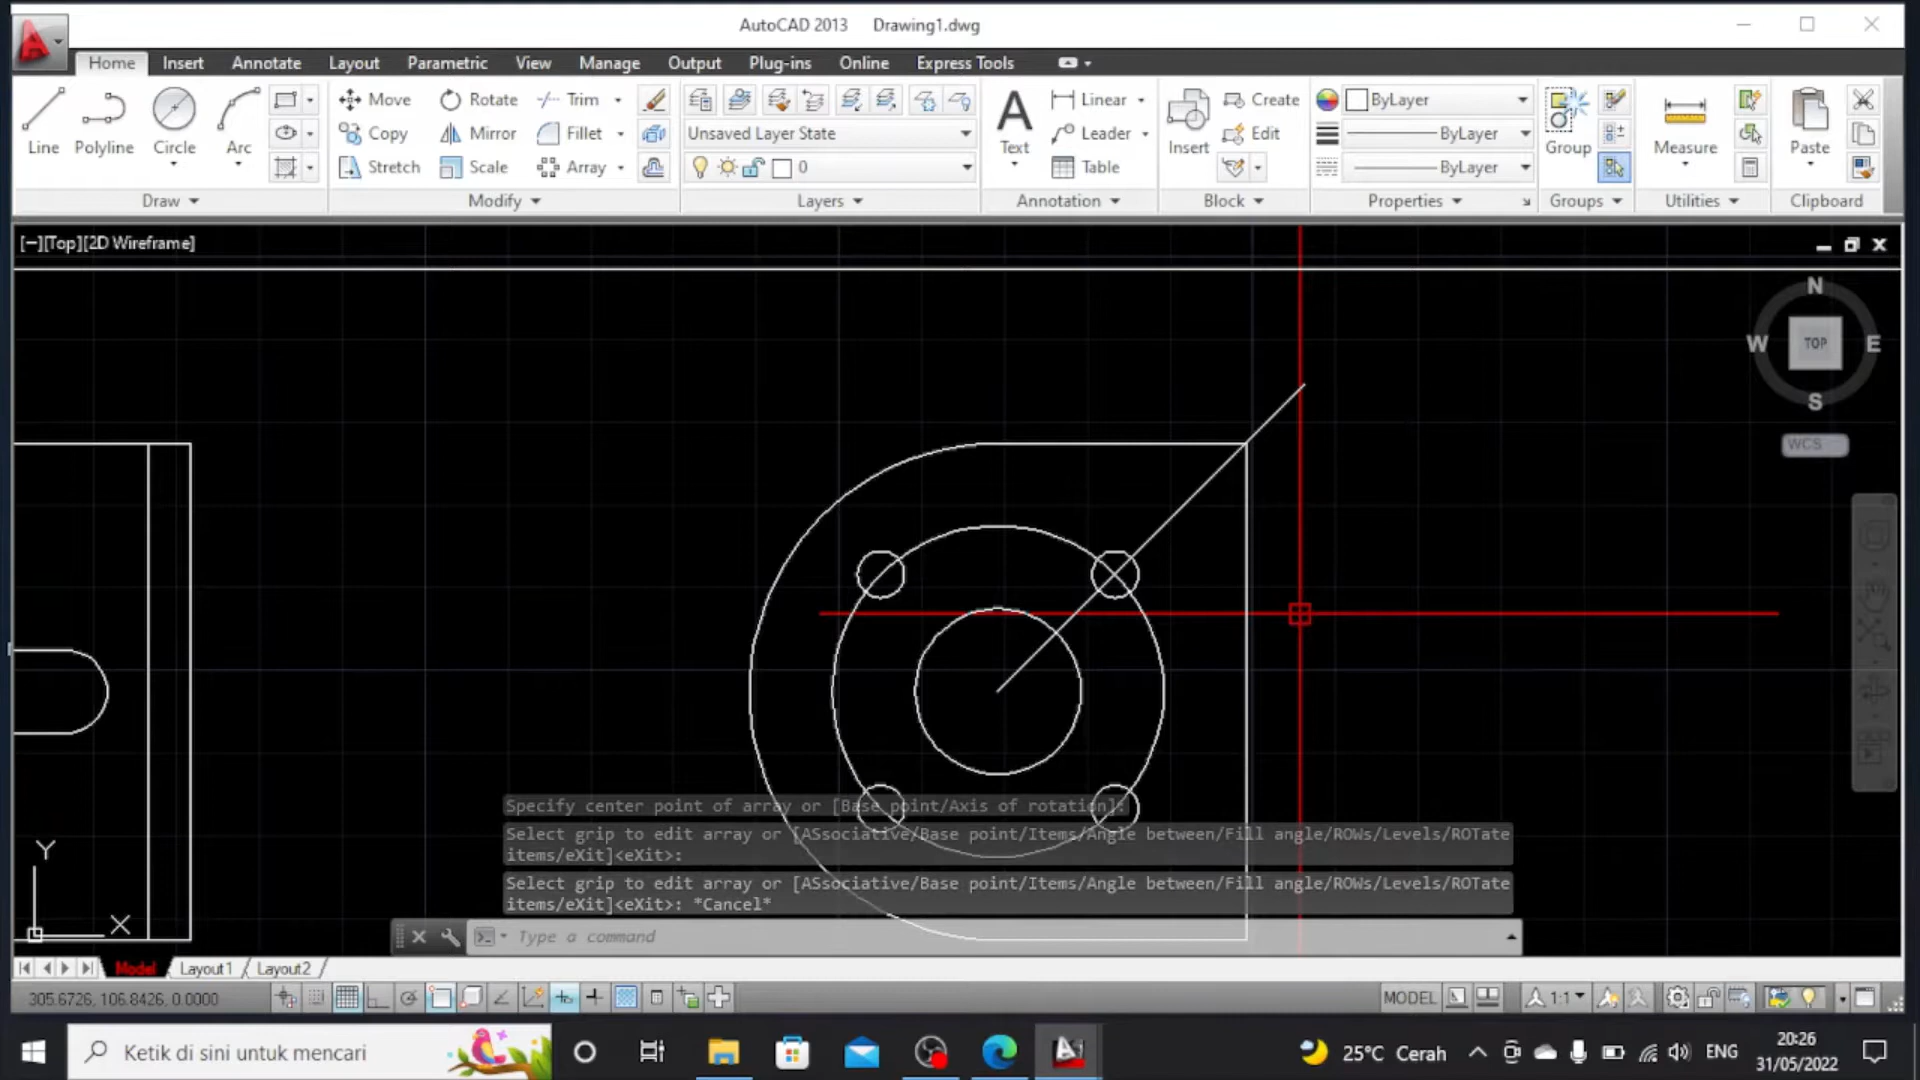 AutoCAD 2013 Drawing1.dwg
Home Insert Annotate Layout Parametric View Manage Output Plug-ins Online Express Tools
Line Polyline Circle Arc
Move Rotate Trim
Copy Mirror Fillet
Stretch Scale Array
Unsaved Layer State
0
Text
Linear
Leader
Table
Insert
Create
Edit
ByLayer
ByLayer
ByLayer
Group
Measure
Paste
Draw Modify Layers Annotation Block Properties Groups Utilities Clipboard
[−][Top][2D Wireframe]
N
W TOP E
S
WCS
Specify center point of array or [Base point/Axis of rotation]:
Select grip to edit array or [ASsociative/Base point/Items/Angle between/Fill angle/ROWs/Levels/ROTate
items/eXit]<eXit>:
Select grip to edit array or [ASsociative/Base point/Items/Angle between/Fill angle/ROWs/Levels/ROTate
items/eXit]<eXit>: *Cancel*
Y
X
Type a command
Model Layout1 Layout2
305.6726, 106.8426, 0.0000
MODEL 1:1
Ketik di sini untuk mencari
25°C Cerah
ENG
20:26
31/05/2022